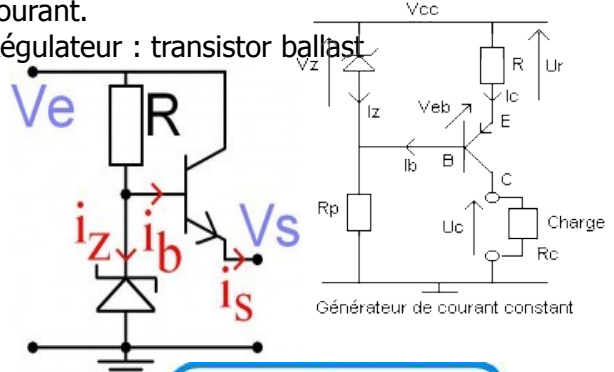 ourant.
égulateur : transistor ballast
Ve
R
Vs
iz
ib
is
Vcc
Vz
R
Ur
Iz
Veb
Ic
E
Ib
B
C
Rp
Uc
Charge
Rc
Générateur de courant constant